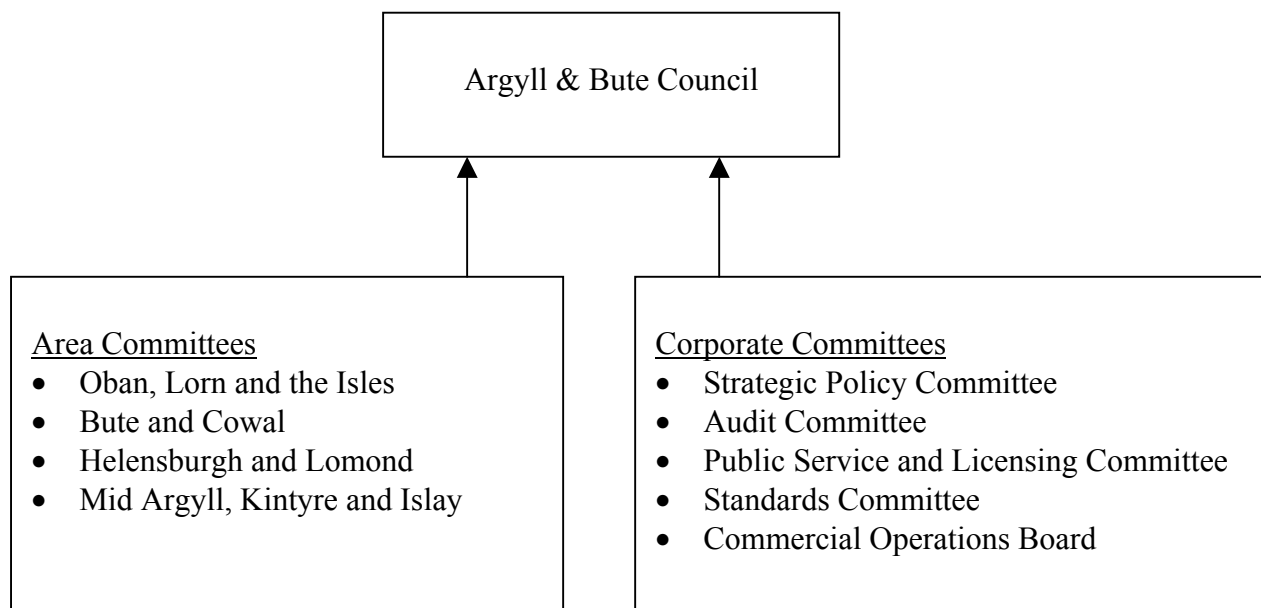 Argyll & Bute Council
Area Committees
• Oban, Lorn and the Isles
• Bute and Cowal
• Helensburgh and Lomond
• Mid Argyll, Kintyre and Islay
Corporate Committees
• Strategic Policy Committee
• Audit Committee
• Public Service and Licensing Committee
• Standards Committee
• Commercial Operations Board